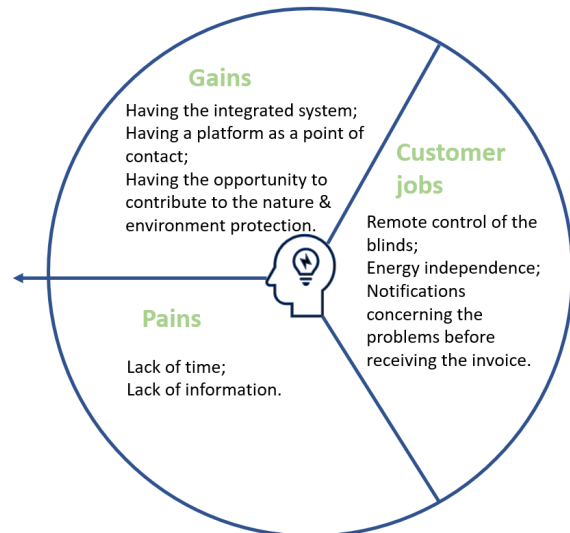 Gains
Having the integrated system;
Having a platform as a point of
contact;
Having the opportunity to
contribute to the nature &
environment protection.
Customer
jobs
Remote control of the
blinds;
Energy independence;
Notifications
concerning the
problems before
receiving the invoice.
Pains
Lack of time;
Lack of information.